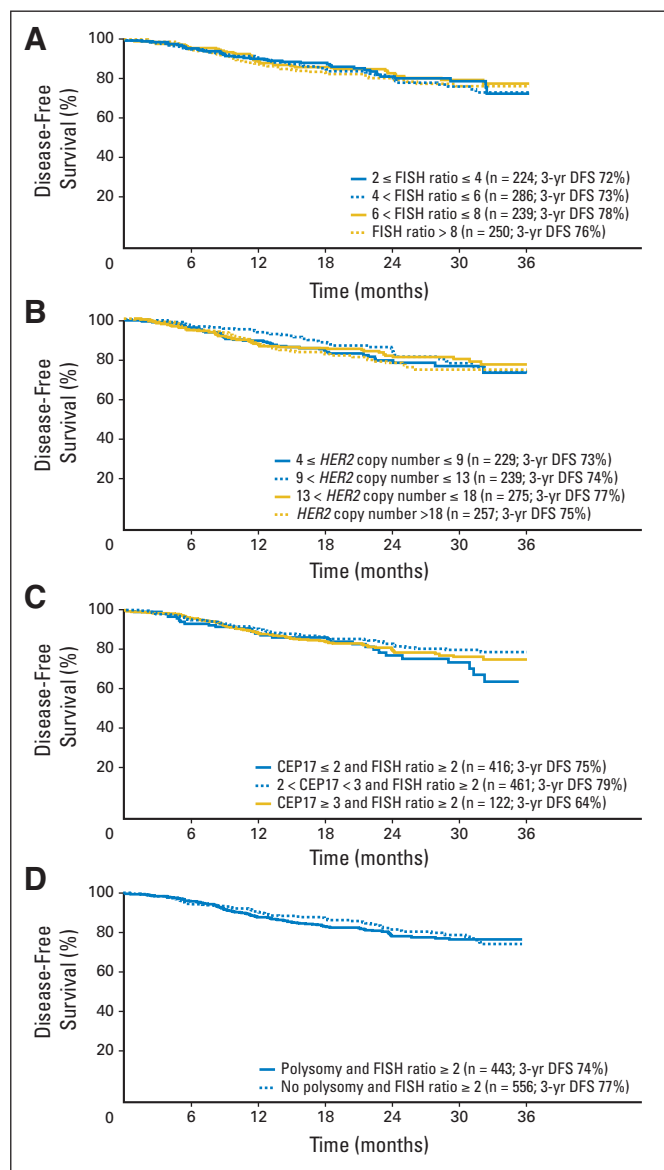 A
Disease-Free
Survival (%)
100
80
60
40
20
0
6
12
18
24
30
36
2 ≤ FISH ratio ≤ 4 (n = 224; 3-yr DFS 72%)
4 < FISH ratio ≤ 6 (n = 286; 3-yr DFS 73%)
6 < FISH ratio ≤ 8 (n = 239; 3-yr DFS 78%)
FISH ratio > 8 (n = 250; 3-yr DFS 76%)
Time (months)
B
Disease-Free
Survival (%)
100
80
60
40
20
0
6
12
18
24
30
36
4 ≤ HER2 copy number ≤ 9 (n = 229; 3-yr DFS 73%)
9 < HER2 copy number ≤ 13 (n = 239; 3-yr DFS 74%)
13 < HER2 copy number ≤ 18 (n = 275; 3-yr DFS 77%)
HER2 copy number >18 (n = 257; 3-yr DFS 75%)
Time (months)
C
Disease-Free
Survival (%)
100
80
60
40
20
0
6
12
18
24
30
36
CEP17 ≤ 2 and FISH ratio ≥ 2 (n = 416; 3-yr DFS 75%)
2 < CEP17 < 3 and FISH ratio ≥ 2 (n = 461; 3-yr DFS 79%)
CEP17 ≥ 3 and FISH ratio ≥ 2 (n = 122; 3-yr DFS 64%)
Time (months)
D
Disease-Free
Survival (%)
100
80
60
40
20
0
6
12
18
24
30
36
Polysomy and FISH ratio ≥ 2 (n = 443; 3-yr DFS 74%)
No polysomy and FISH ratio ≥ 2 (n = 556; 3-yr DFS 77%)
Time (months)